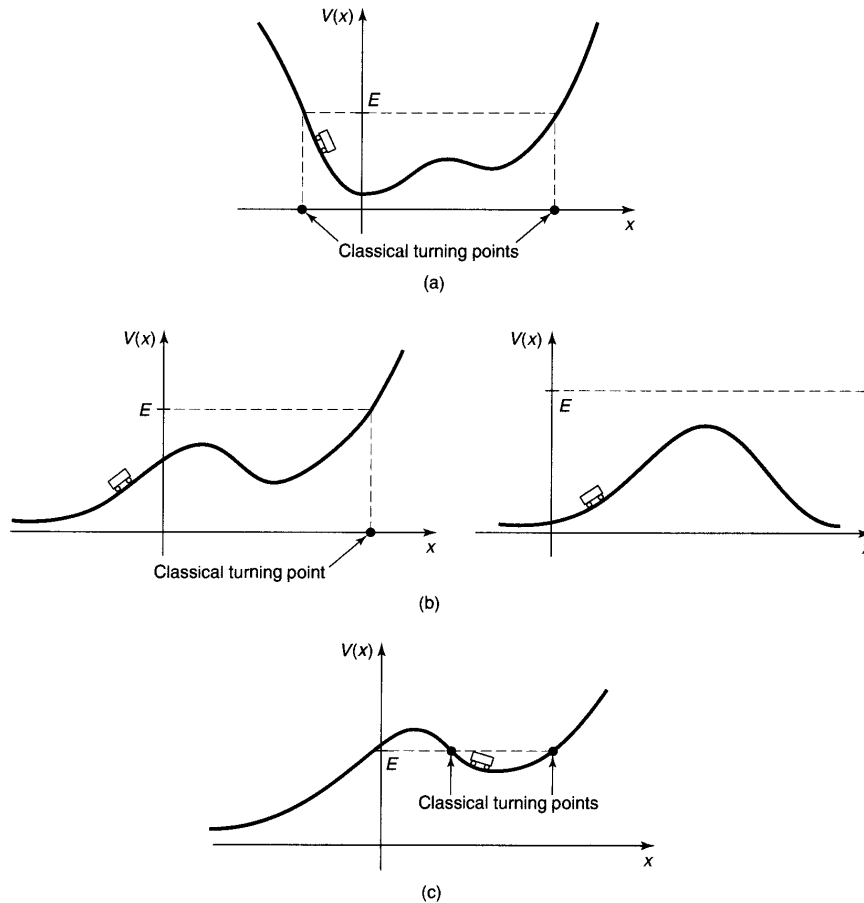 V(x)
E
x
Classical turning points
(a)
V(x)
E
x
Classical turning point
V(x)
E
(b)
V(x)
E
Classical turning points
x
(c)